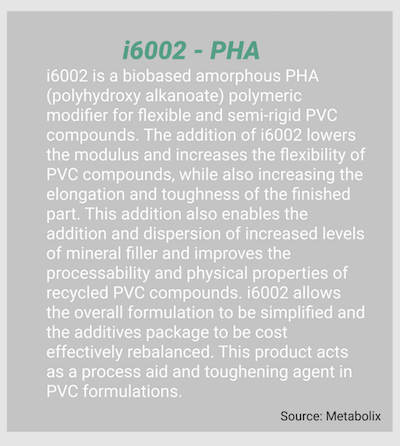 i6002 - PHA
i6002 is a biobased amorphous PHA
(polyhydroxy alkanoate) polymeric
modifier for flexible and semi-rigid PVC
compounds. The addition of i6002 lowers
the modulus and increases the flexibility of
PVC compounds, while also increasing the
elongation and toughness of the finished
part. This addition also enables the
addition and dispersion of increased levels
of mineral filler and improves the
processability and physical properties of
recycled PVC compounds. i6002 allows
the overall formulation to be simplified and
the additives package to be cost
effectively rebalanced. This product acts
as a process aid and toughening agent in
PVC formulations.
Source: Metabolix